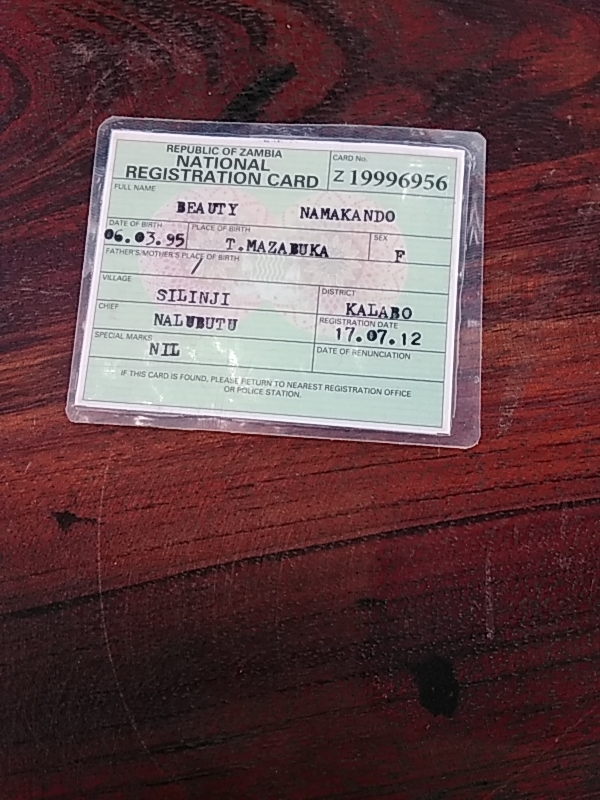 REPUBLIC OF ZAMBIA
NATIONAL
REGISTRATION CARD
CARD No.
Z 19996956
FULL NAME
BEAUTY NAMAKANDO
DATE OF BIRTH
06.03.95
PLACE OF BIRTH
T.MAZABUKA
SEX
F
FATHER'S/MOTHER'S PLACE OF BIRTH
/
VILLAGE
SILINJI
DISTRICT
KALABO
CHIEF
NALUBUTU
REGISTRATION DATE
17.07.12
SPECIAL MARKS
NIL
DATE OF RENUNCIATION
IF THIS CARD IS FOUND, PLEASE RETURN TO NEAREST REGISTRATION OFFICE
OR POLICE STATION.